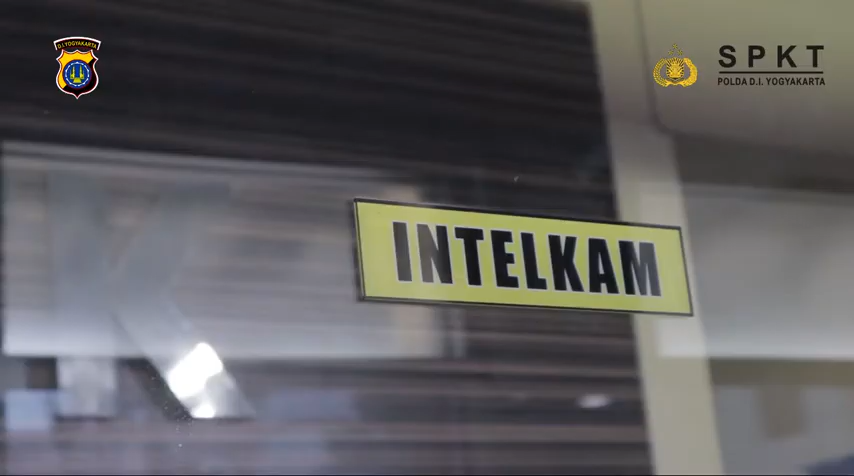 D.I. YOGYAKARTA
SPKT
POLDA D.I. YOGYAKARTA
INTELKAM
K